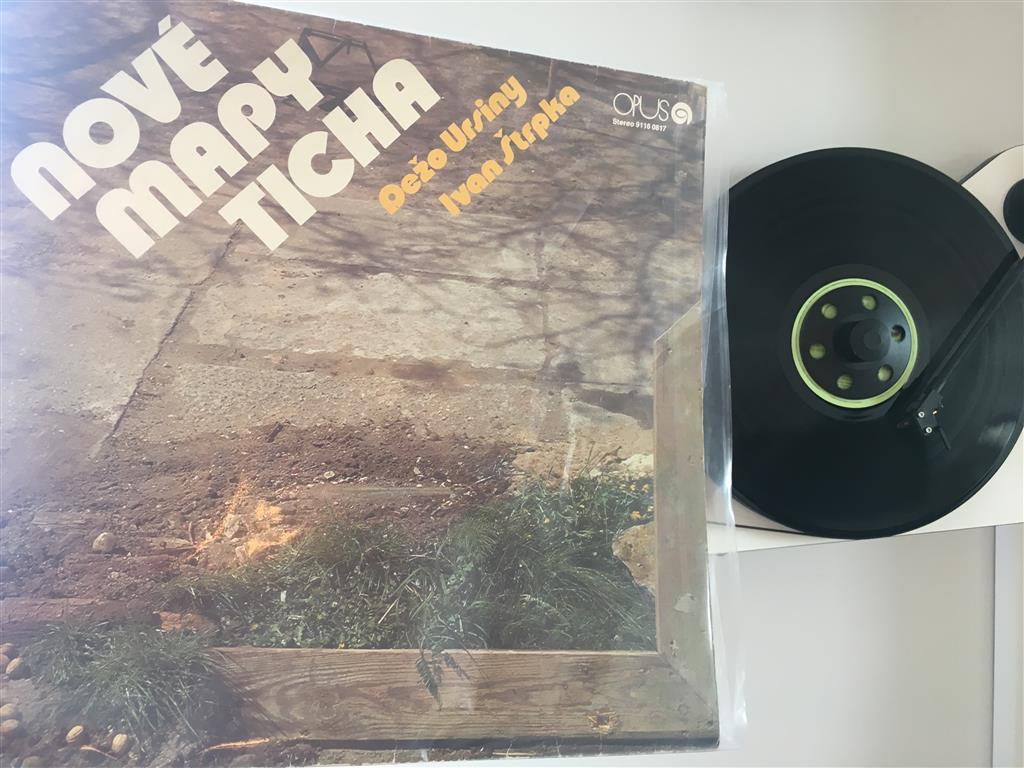 NOVÉ
MAPY
TICHA
Dežo Ursiny
Ivan Štrpka
OPUS
Stereo 9116 0817